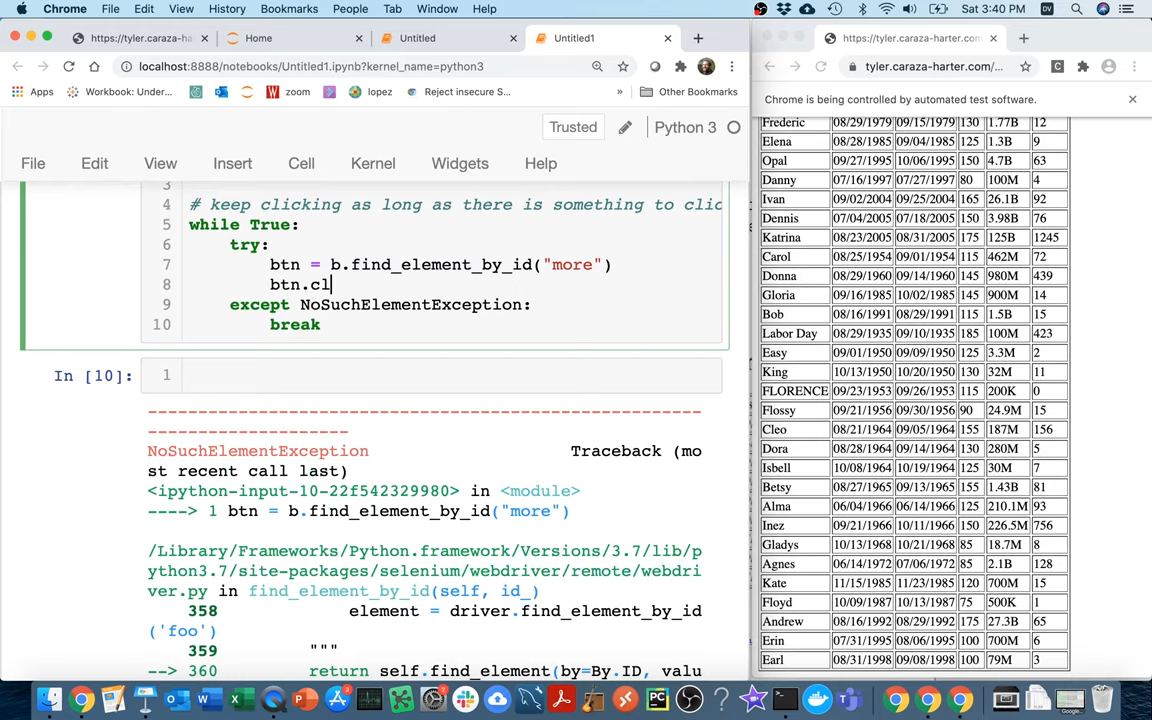 Chrome File Edit View History Bookmarks People Tab Window Help
DV Sat 3:40 PM
https://tyler.caraza-ha Home Untitled Untitled1
localhost:8888/notebooks/Untitled1.ipynb?kernel_name=python3
Apps Workbook: Under... zoom lopez Reject insecure S... » Other Bookmarks
Trusted Python 3
File Edit View Insert Cell Kernel Widgets Help
3
4 # keep clicking as long as there is something to clic
5 while True:
6 try:
7 btn = b.find_element_by_id("more")
8 btn.cl
9 except NoSuchElementException:
10 break
In [10]: 1
---------------------------------------------------------------------------
NoSuchElementException Traceback (mo
st recent call last)
<ipython-input-10-22f542329980> in <module>
----> 1 btn = b.find_element_by_id("more")
/Library/Frameworks/Python.framework/Versions/3.7/lib/p
ython3.7/site-packages/selenium/webdriver/remote/webdri
ver.py in find_element_by_id(self, id_)
358 element = driver.find_element_by_id
('foo')
359 """
--> 360 return self.find_element(by=By.ID, valu
https://tyler.caraza-harter.com
tyler.caraza-harter.com/...
Chrome is being controlled by automated test software.
Frederic 08/29/1979 09/15/1979 130 1.77B 12
Elena 08/28/1985 09/04/1985 125 1.3B 9
Opal 09/27/1995 10/06/1995 150 4.7B 63
Danny 07/16/1997 07/27/1997 80 100M 4
Ivan 09/02/2004 09/25/2004 165 26.1B 92
Dennis 07/04/2005 07/18/2005 150 3.98B 76
Katrina 08/23/2005 08/31/2005 175 125B 1245
Carol 08/25/1954 09/01/1954 115 462M 72
Donna 08/29/1960 09/14/1960 145 980M 439
Gloria 09/16/1985 10/02/1985 145 900M 14
Bob 08/16/1991 08/29/1991 115 1.5B 15
Labor Day 08/29/1935 09/10/1935 185 100M 423
Easy 09/01/1950 09/09/1950 125 3.3M 2
King 10/13/1950 10/20/1950 130 32M 11
FLORENCE 09/23/1953 09/26/1953 115 200K 0
Flossy 09/21/1956 09/30/1956 90 24.9M 15
Cleo 08/21/1964 09/05/1964 155 187M 156
Dora 08/28/1964 09/14/1964 130 280M 5
Isbell 10/08/1964 10/19/1964 125 30M 7
Betsy 08/27/1965 09/13/1965 155 1.43B 81
Alma 06/04/1966 06/14/1966 125 210.1M 93
Inez 09/21/1966 10/11/1966 150 226.5M 756
Gladys 10/13/1968 10/21/1968 85 18.7M 8
Agnes 06/14/1972 07/06/1972 85 2.1B 128
Kate 11/15/1985 11/23/1985 120 700M 15
Floyd 10/09/1987 10/13/1987 75 500K 1
Andrew 08/16/1992 08/29/1992 175 27.3B 65
Erin 07/31/1995 08/06/1995 100 700M 6
Earl 08/31/1998 09/08/1998 100 79M 3